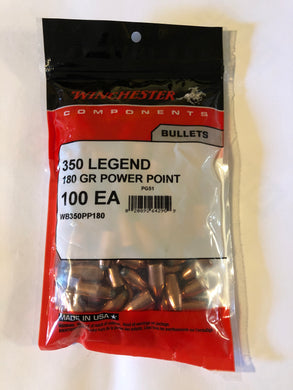 WINCHESTER
COMPONENTS
BULLETS
350 LEGEND
180 GR POWER POINT
PG51
100 EA
WB350PP180
MADE IN USA